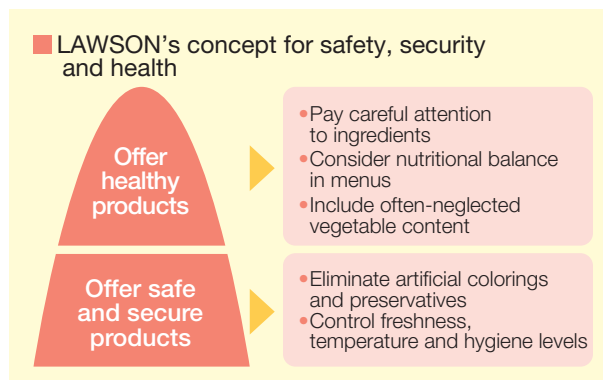 LAWSON's concept for safety, security
and health
Offer
healthy
products
•Pay careful attention
to ingredients
•Consider nutritional balance
in menus
•Include often-neglected
vegetable content
Offer safe
and secure
products
•Eliminate artificial colorings
and preservatives
•Control freshness,
temperature and hygiene levels